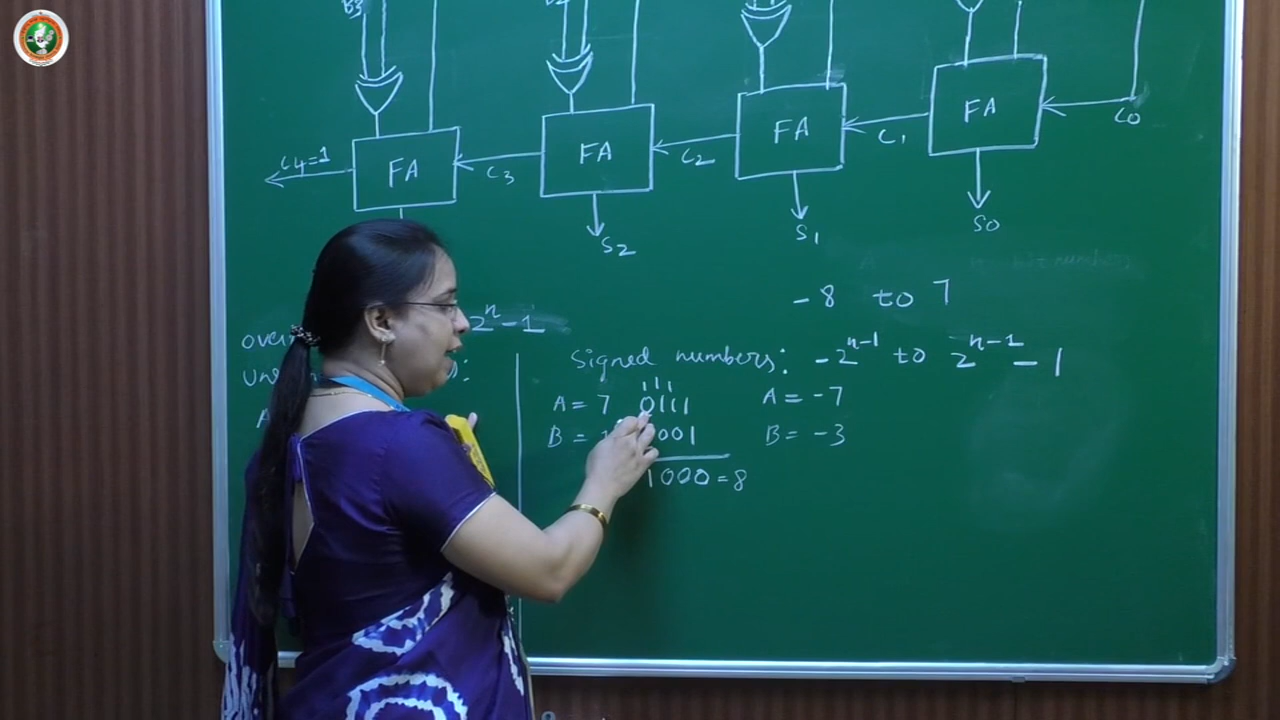 B3
FA FA FA FA
C4=1 C3 C2 C1 C0
S2 S1 S0
-8 to 7
2^n-1
Signed numbers: -2^n-1 to 2^n-1 - 1
A = 7 0111 A = -7
B = 001 B = -3
1000 = 8